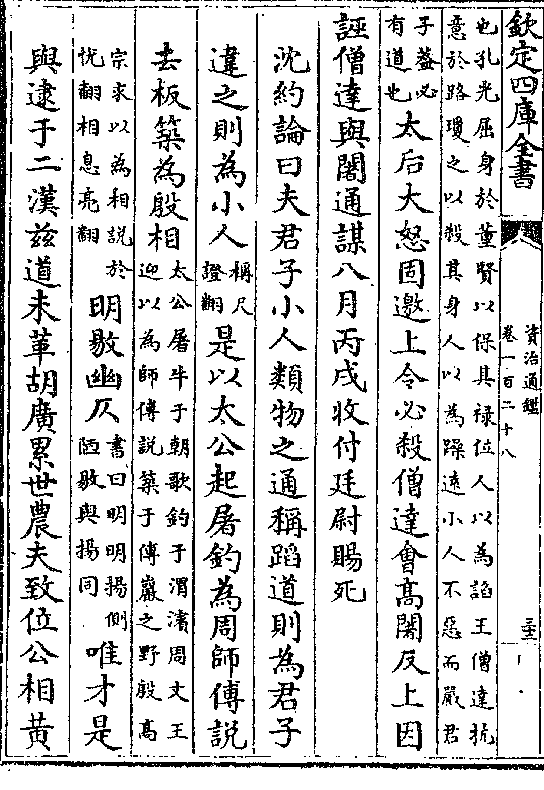 欽定四庫全書
資治通鑑
卷一百二十八
也孔光屈身於董賢以保其禄位人以為諂王僧達抗
意於路瓊之以殺其身人以為躁逺小人不惡而嚴君
子葢必
有道也
太后大怒固邀上令必殺僧達會髙闍反上因
誣僧達與闍通謀八月丙戌收付廷尉賜死
沈約論曰夫君子小人類物之通稱蹈道則為君子
違之則為小人
稱尺
證翻
是以太公起屠釣為周師傅説
去板築為殷相
太公屠牛于朝歌釣于渭濱周文王
迎以為師傅説築于傅巖之野殷髙
宗求以為相説於
恱翻相息亮翻
明敭幽仄
書曰明明揚側
陋敭與揚同
唯才是
與逮于二漢兹道未革胡廣累世農夫致位公相黄